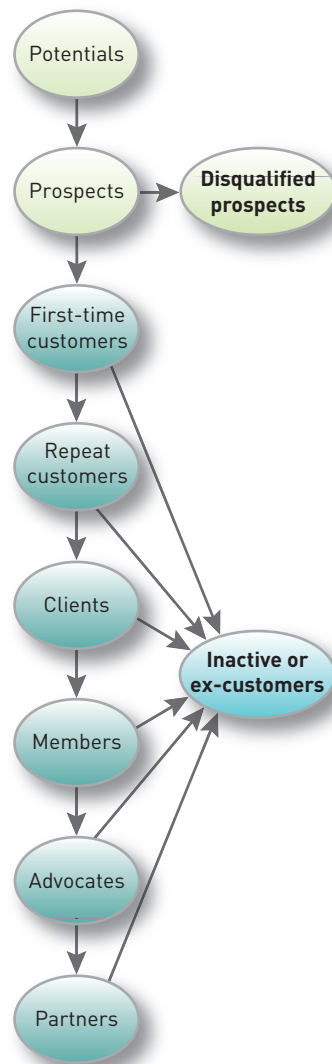 Potentials
Prospects
Disqualified
prospects
First-time
customers
Repeat
customers
Clients
Inactive or
ex-customers
Members
Advocates
Partners